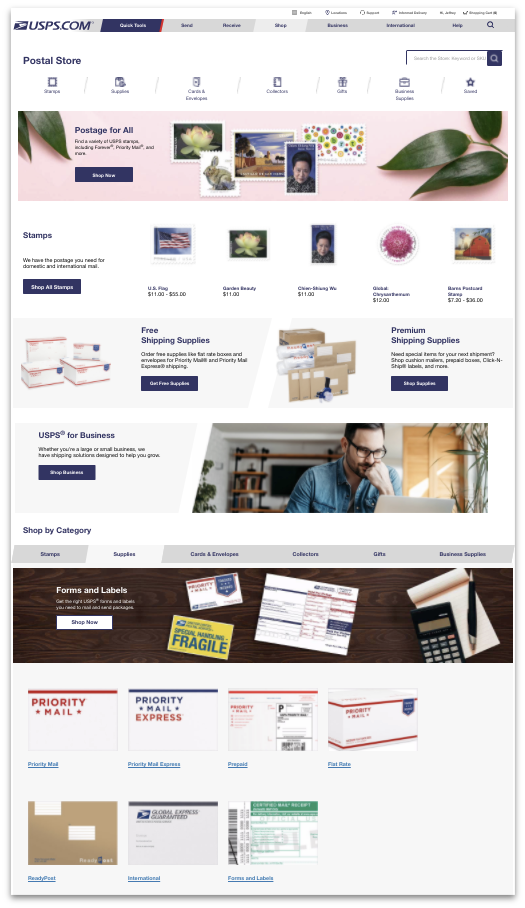 English
Locations
Support
Informed Delivery
Hi, Jeffrey
Shopping Cart (4)
USPS.COM®
Quick Tools
Send
Receive
Shop
Business
International
Help
Postal Store
Search the Store: Keyword or SKU
Stamps
Supplies
Cards & Envelopes
Collectors
Gifts
Business Supplies
Saved
Postage for All
Find a variety of USPS stamps,
including Forever®, Priority Mail®, and
more.
Shop Now
Stamps
We have the postage you need for
domestic and international mail.
Shop All Stamps
U.S. Flag
$11.00 - $55.00
Garden Beauty
$11.00
Chien-Shiung Wu
$11.00
Global:
Chrysanthemum
$12.00
Barns Postcard
Stamp
$7.20 - $36.00
Free
Shipping Supplies
Order free supplies like flat rate boxes and
envelopes for Priority Mail® and Priority Mail
Express® shipping.
Get Free Supplies
Premium
Shipping Supplies
Need special items for your next shipment?
Shop cushion mailers, prepaid boxes, Click-N-
Ship® labels, and more.
Shop Supplies
USPS® for Business
Whether you're a large or small business, we
have shipping solutions designed to help you grow.
Shop Business
Shop by Category
Stamps
Supplies
Cards & Envelopes
Collectors
Gifts
Business Supplies
Forms and Labels
Get the right USPS® forms and labels
you need to mail and send packages.
Shop Now
PRIORITY
MAIL
SPECIAL HANDLING-
FRAGILE
PRIORITY
★ MAIL ★
PRIORITY
★ MAIL ★
EXPRESS
PRIORITY
★ MAIL ★
P
PRIORITY
★ MAIL ★
Priority Mail
Priority Mail Express
Prepaid
Flat Rate
ReadyPost
GLOBAL EXPRESS
GUARANTEED
CERTIFIED MAIL® RECEIPT
ReadyPost
International
Forms and Labels